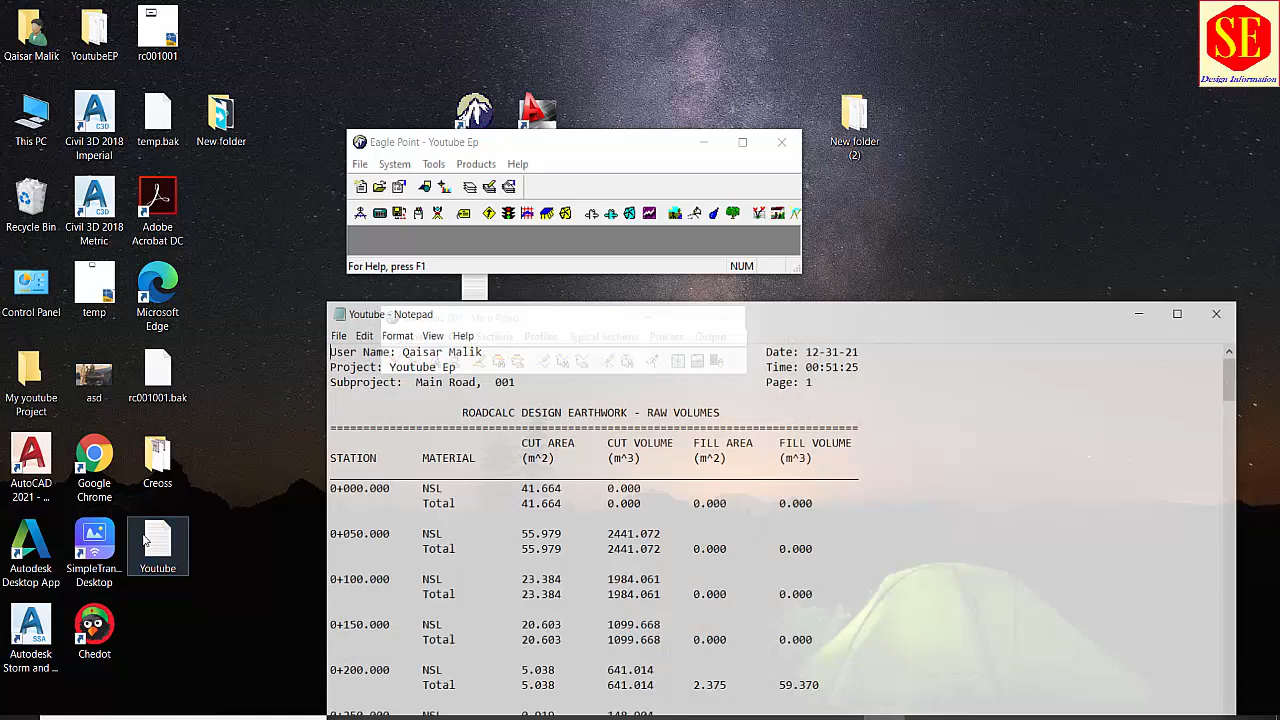 Qaisar Malik
YoutubeEP
rc001001
This PC
Civil 3D 2018
Imperial
temp.bak
New folder
Recycle Bin
Civil 3D 2018
Metric
Adobe
Acrobat DC
Control Panel
temp
Microsoft
Edge
My youtube
Project
asd
rc001001.bak
AutoCAD
2021 - ...
Google
Chrome
Creoss
Autodesk
Desktop App
SimpleTran...
Desktop
Youtube
Autodesk
Storm and ...
Chedot
New folder
(2)
SE
Design Information
Eagle Point - Youtube Ep
File System Tools Products Help
For Help, press F1
NUM
Youtube - Notepad
File Edit Format View Help
Sections Profiles Typical Sections Process Output
User Name: Qaisar Malik Date: 12-31-21
Project: Youtube Ep Time: 00:51:25
Subproject: Main Road, 001 Page: 1
ROADCALC DESIGN EARTHWORK - RAW VOLUMES
================================================================================
CUT AREA CUT VOLUME FILL AREA FILL VOLUME
STATION MATERIAL (m^2) (m^3) (m^2) (m^3)
0+000.000 NSL 41.664 0.000
Total 41.664 0.000 0.000 0.000
0+050.000 NSL 55.979 2441.072
Total 55.979 2441.072 0.000 0.000
0+100.000 NSL 23.384 1984.061
Total 23.384 1984.061 0.000 0.000
0+150.000 NSL 20.603 1099.668
Total 20.603 1099.668 0.000 0.000
0+200.000 NSL 5.038 641.014
Total 5.038 641.014 2.375 59.370